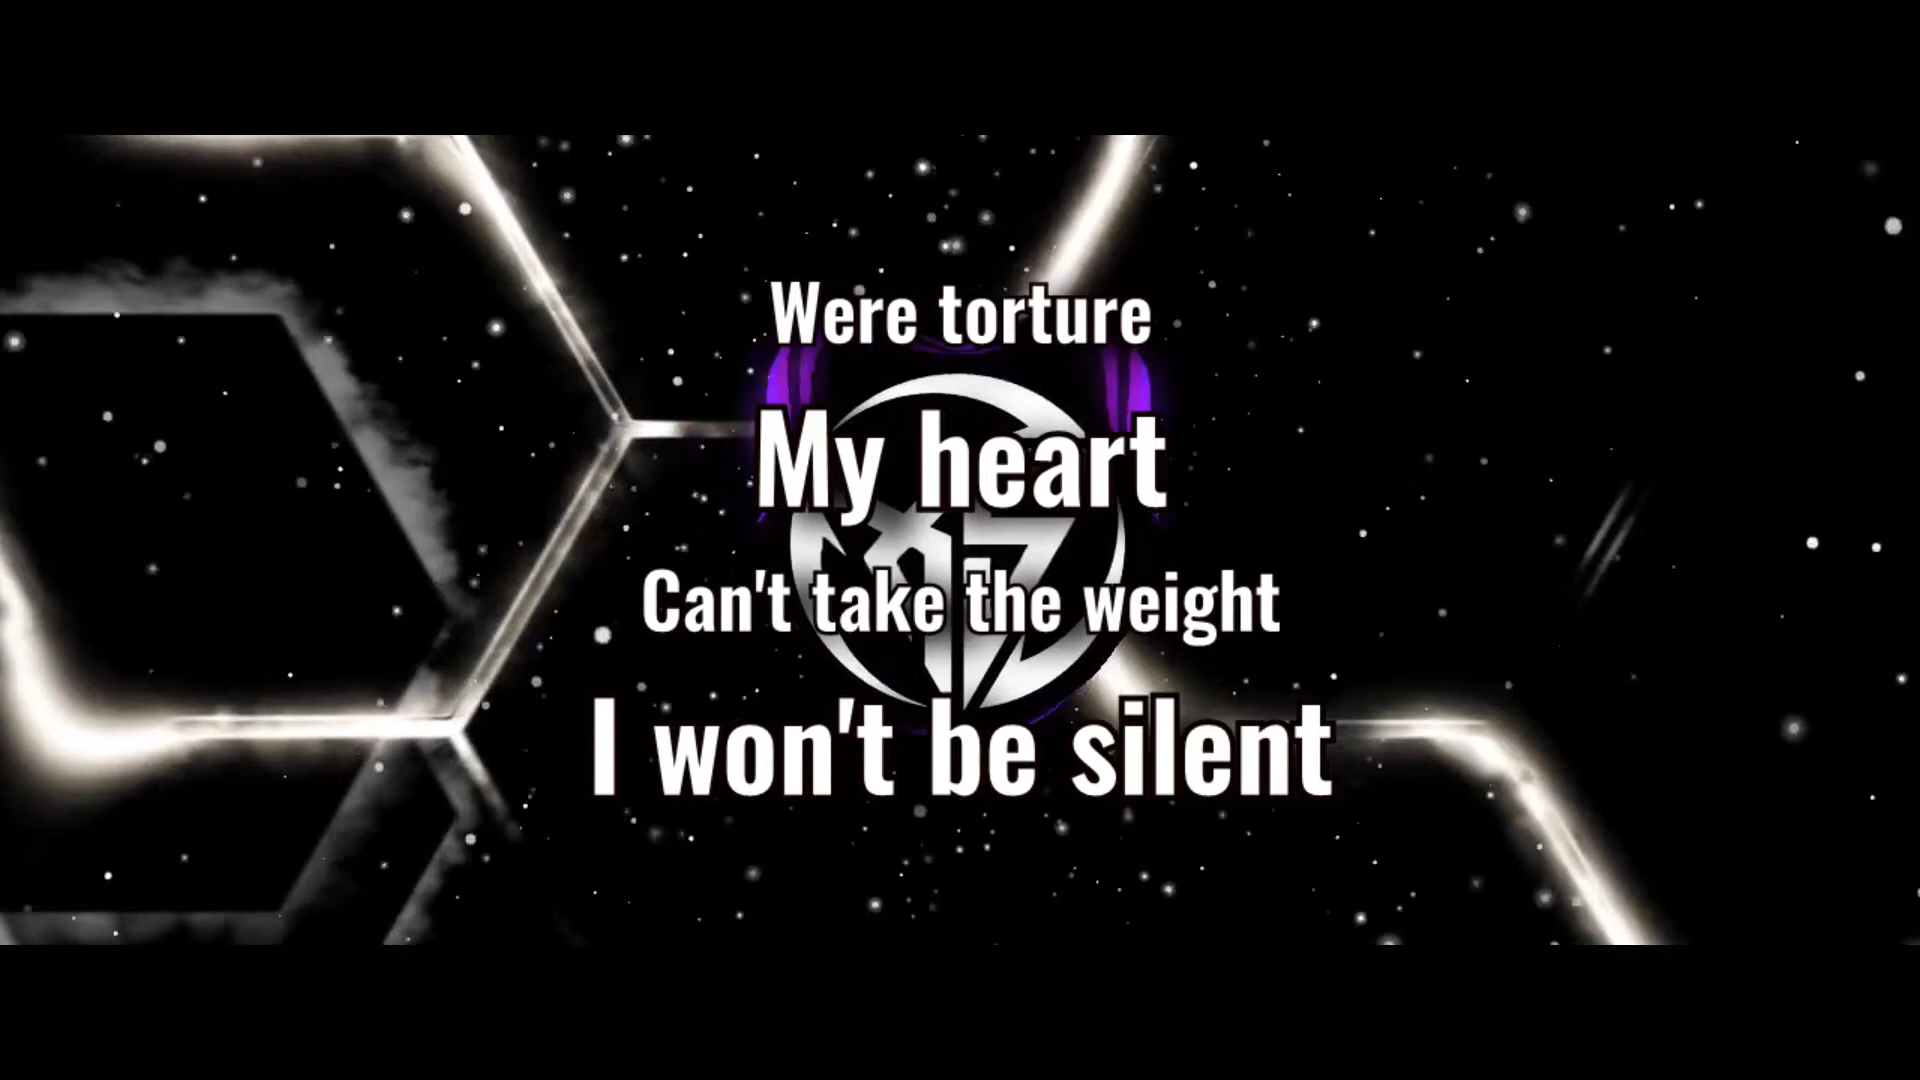 Were torture
My heart
Can't take the weight
I won't be silent